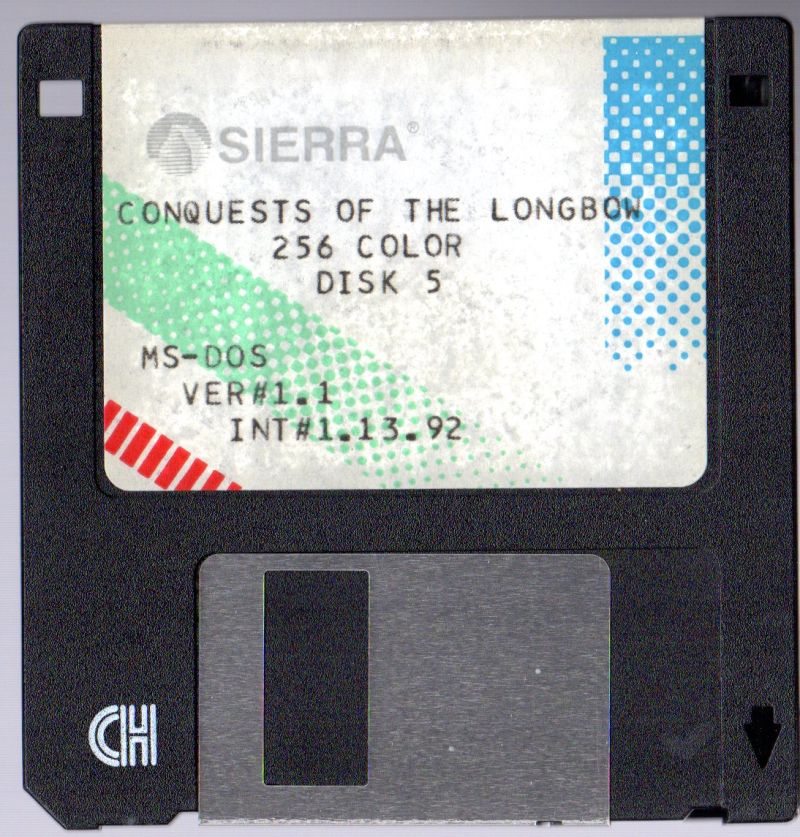 SIERRA®
CONQUESTS OF THE LONGBOW
256 COLOR
DISK 5
MS-DOS
VER#1.1
INT#1.13.92
CH